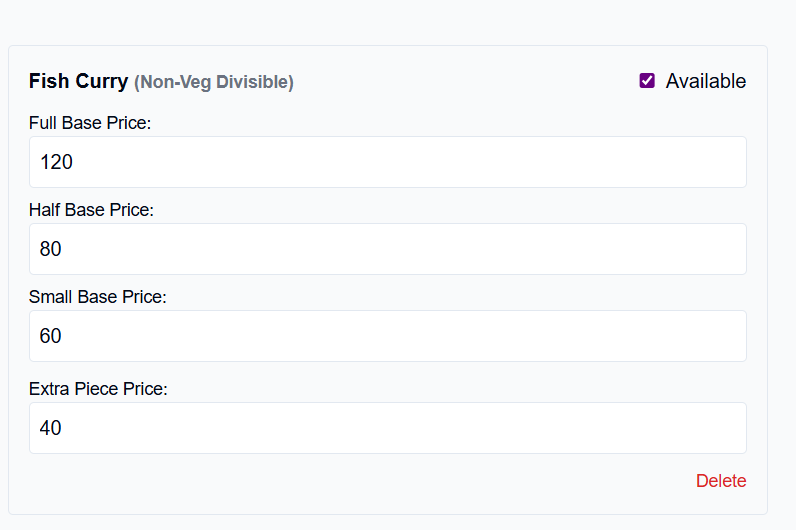 Fish Curry (Non-Veg Divisible) Available
Full Base Price:
120
Half Base Price:
80
Small Base Price:
60
Extra Piece Price:
40
Delete